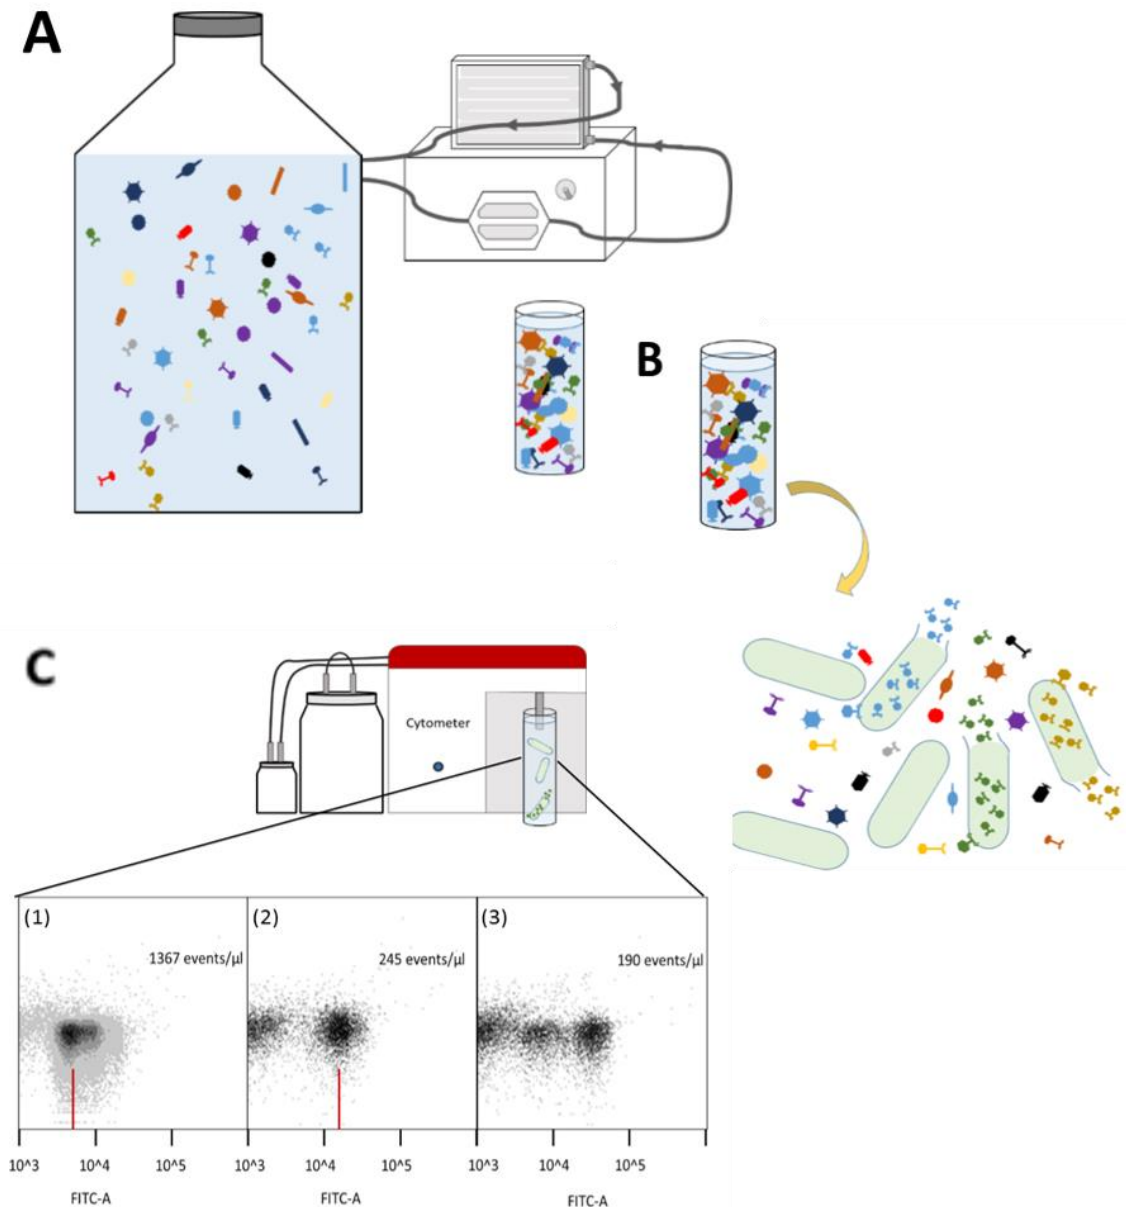 A
B
C
Cytometer
(1)
1367 events/µl
(2)
245 events/µl
(3)
190 events/µl
10^3 10^4 10^5 10^3 10^4 10^5 10^3 10^4 10^5
FITC-A FITC-A FITC-A